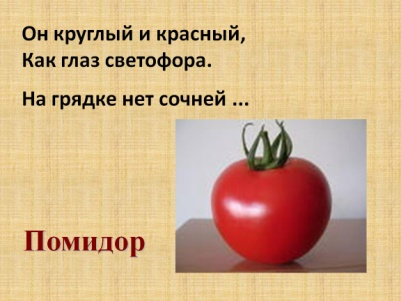 Он круглый и красный,
Как глаз светофора.
На грядке нет сочней ...
Помидор